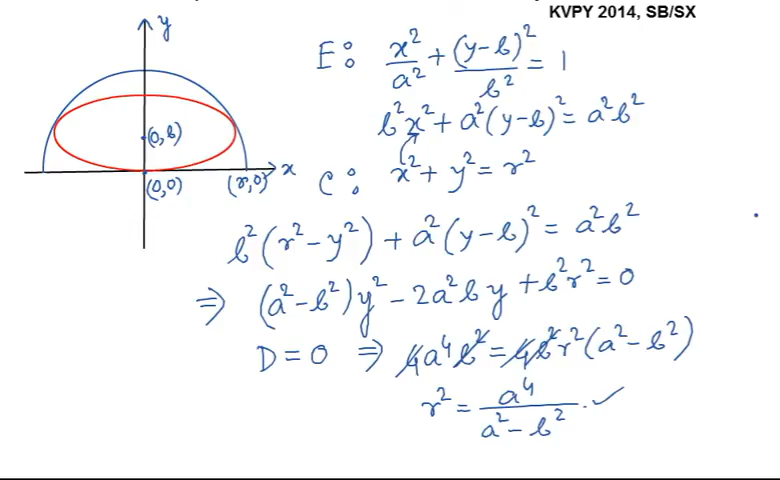 KVPY 2014, SB/SX
y
(0,b)
x
(0,0)
(r,0)
E: x²/a² + (y-b)²/b² = 1
b²x² + a²(y-b)² = a²b²
C: x² + y² = r²
b²(r²-y²) + a²(y-b)² = a²b²
⇒ (a²-b²)y² - 2a²by + b²r² = 0
D = 0 ⇒ 4a⁴b² = 4b²r²(a²-b²)
r² = a⁴/(a²-b²). ✓